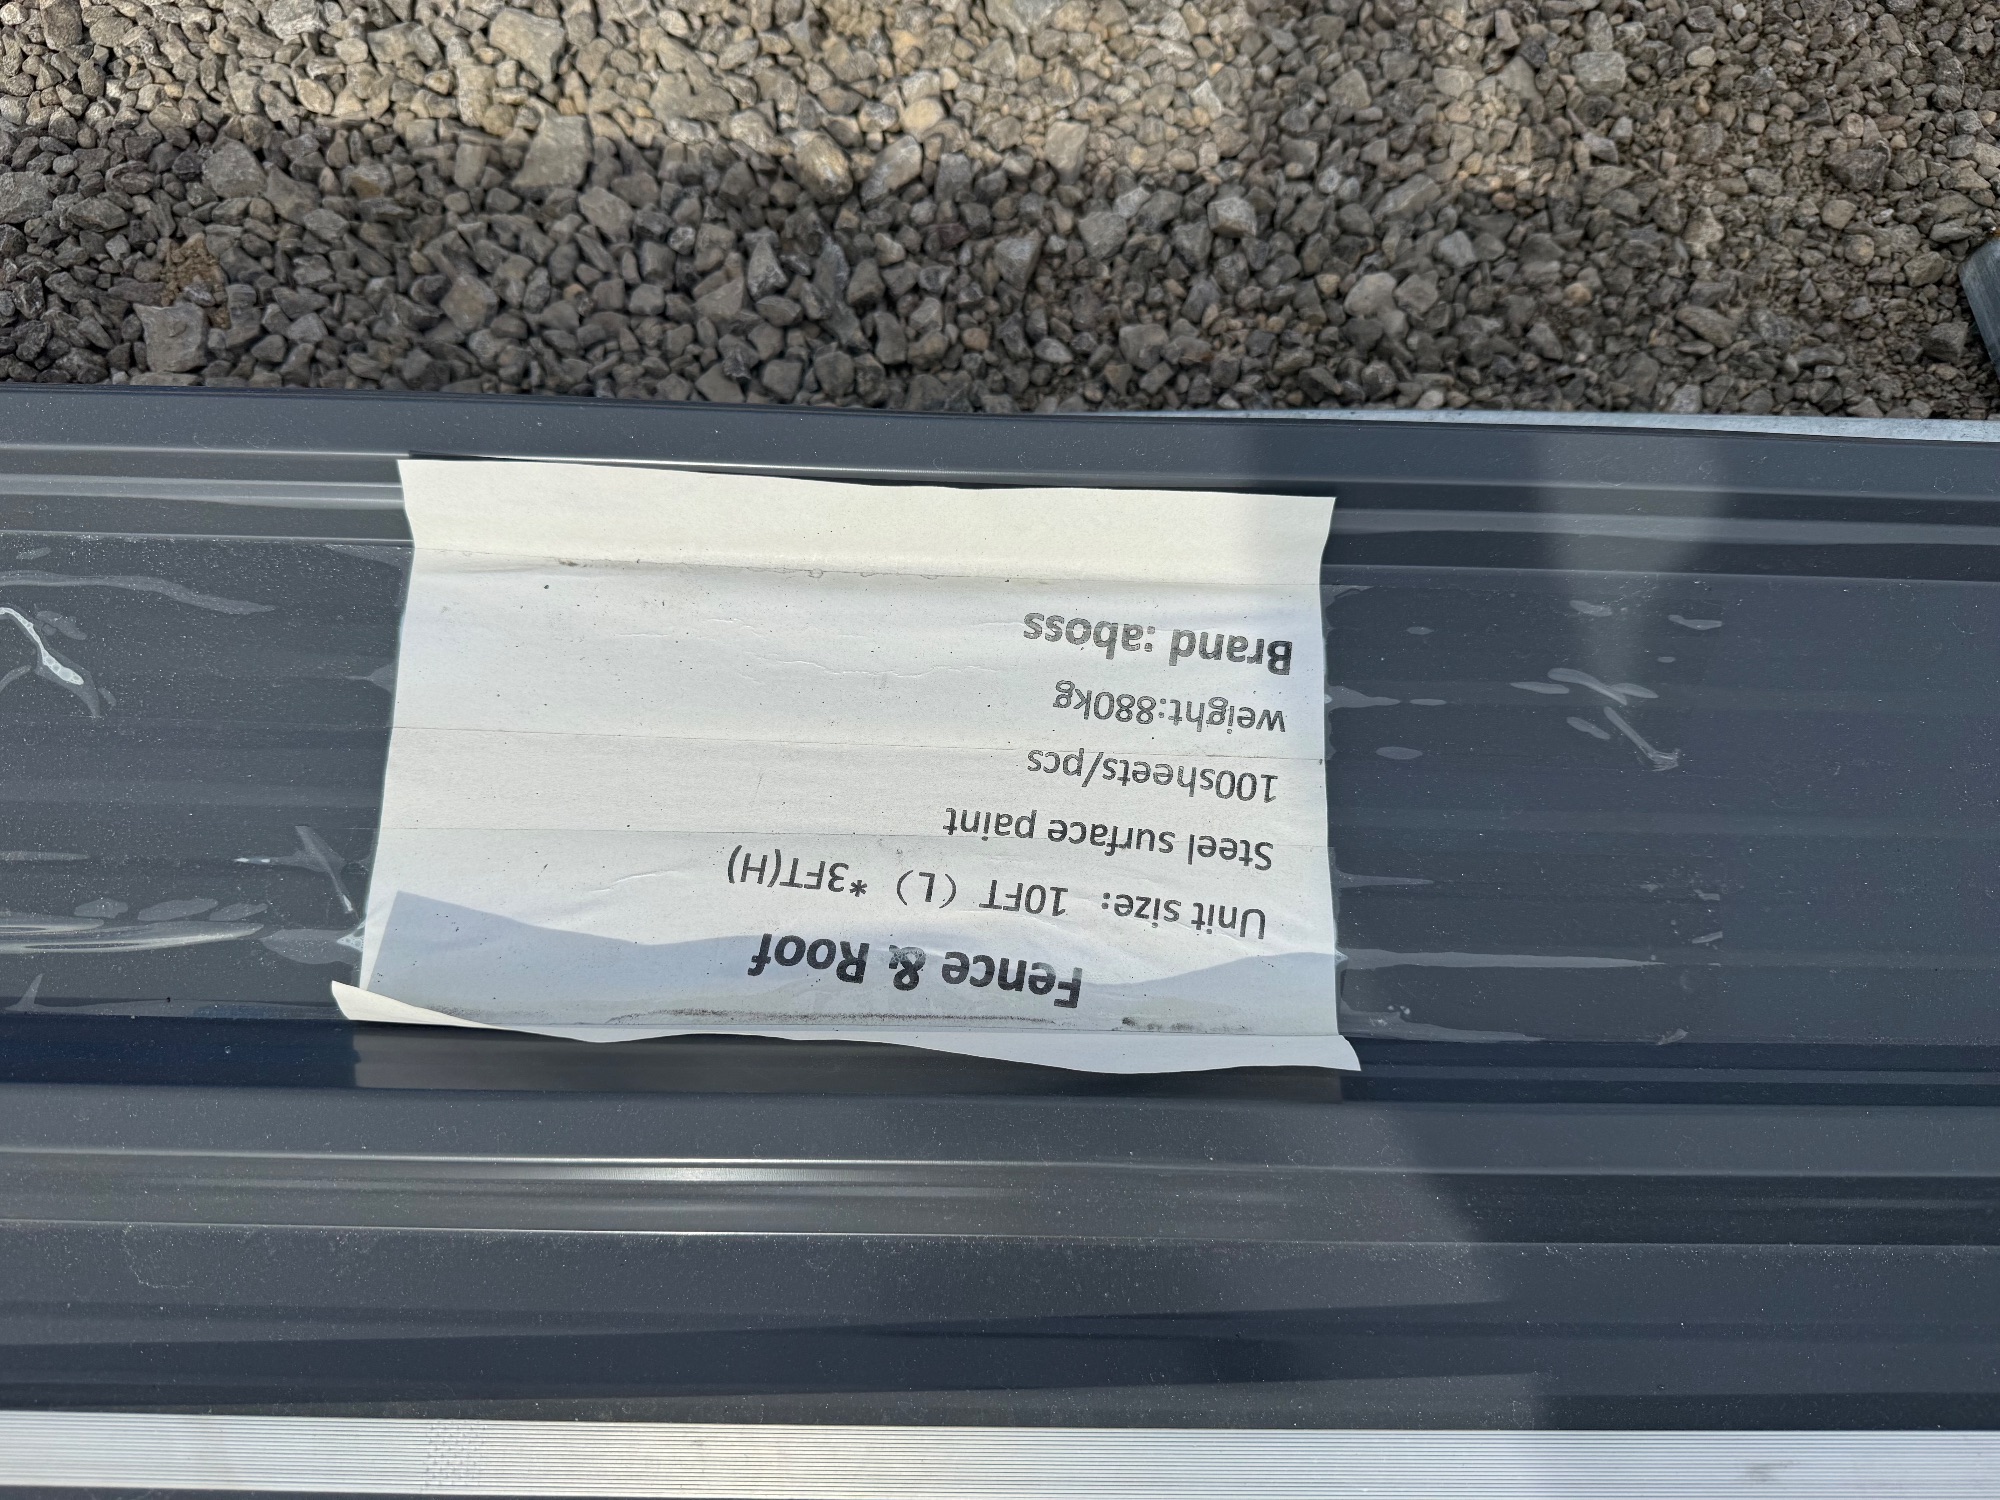 Fence & Roof
Unit size: 10FT (L) *3FT(H)
Steel surface paint
100sheets/pcs
weight:880kg
Brand :aboss